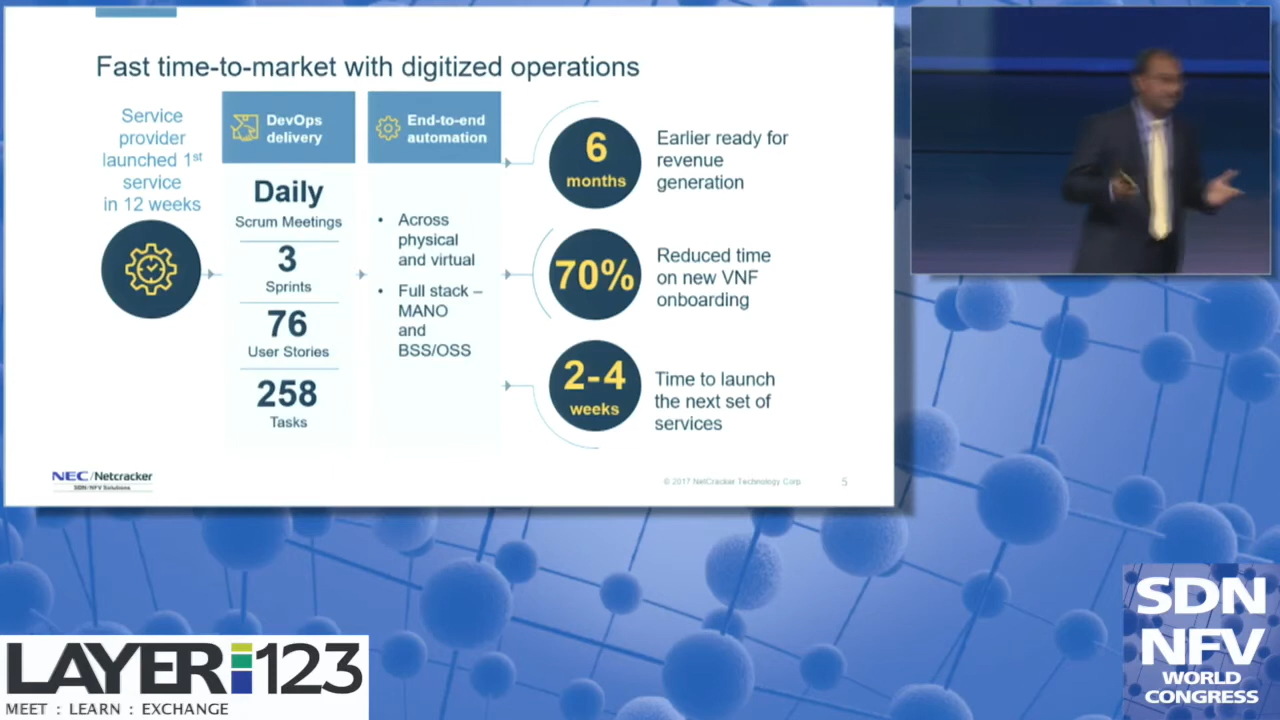 Fast time-to-market with digitized operations
Service
provider
launched 1st
service
in 12 weeks
DevOps
delivery
Daily
Scrum Meetings
3
Sprints
76
User Stories
258
Tasks
End-to-end
automation
• Across
physical
and virtual
• Full stack –
MANO
and
BSS/OSS
6
months
Earlier ready for
revenue
generation
70%
Reduced time
on new VNF
onboarding
2-4
weeks
Time to launch
the next set of
services
NEC/Netcracker
SDN/NFV Solutions
© 2017 NetCracker Technology Corp.
5
LAYER123
MEET : LEARN : EXCHANGE
SDN
NFV
WORLD
CONGRESS